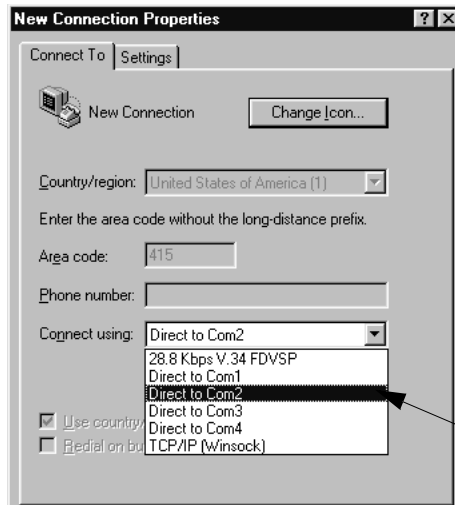 New Connection Properties
Connect To Settings
New Connection Change Icon...
Country/region: United States of America (1)
Enter the area code without the long-distance prefix.
Area code: 415
Phone number:
Connect using: Direct to Com2
28.8 Kbps V.34 FDVSP
Direct to Com1
Direct to Com2
Direct to Com3
Use country/
Direct to Com4
Redial on bu
TCP/IP (Winsock)